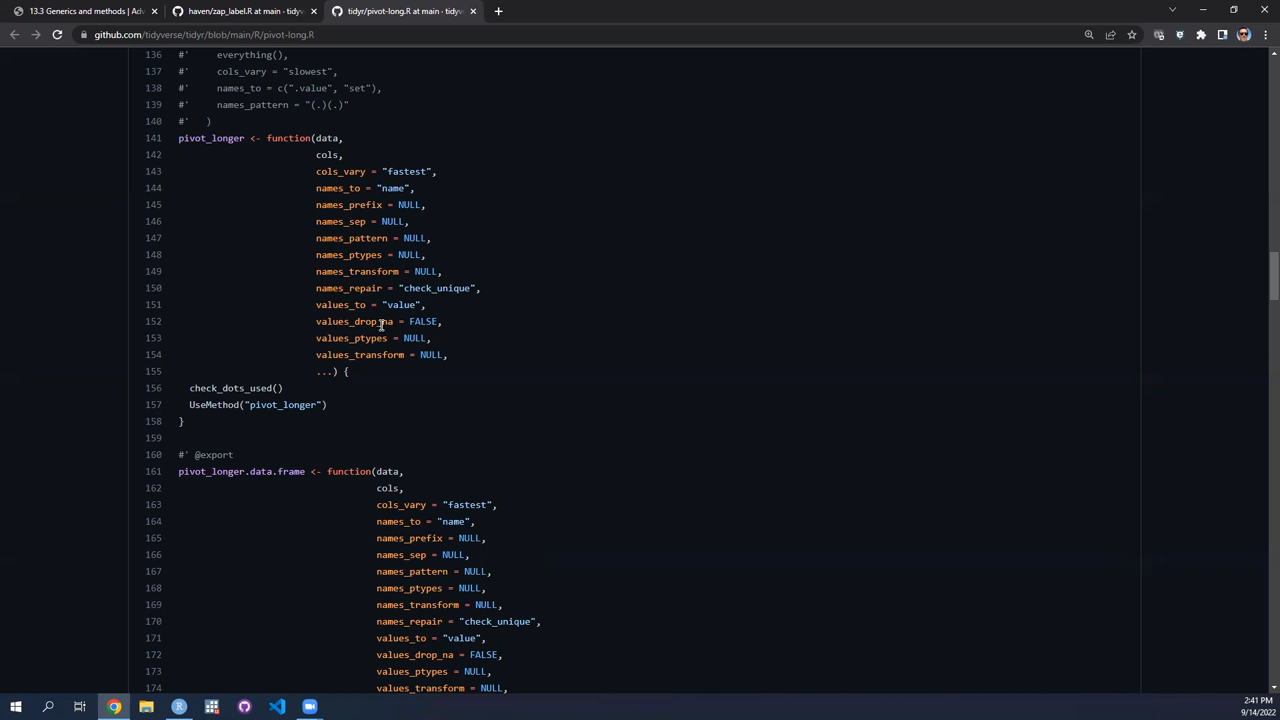 13.3 Generics and methods | Adv
haven/zap_label.R at main · tidyv
tidyr/pivot-long.R at main · tidyv
github.com/tidyverse/tidyr/blob/main/R/pivot-long.R
136 #'     everything(),
137 #'     cols_vary = "slowest",
138 #'     names_to = c(".value", "set"),
139 #'     names_pattern = "(.)(.)"
140 #'   )
141 pivot_longer <- function(data,
142                          cols,
143                          cols_vary = "fastest",
144                          names_to = "name",
145                          names_prefix = NULL,
146                          names_sep = NULL,
147                          names_pattern = NULL,
148                          names_ptypes = NULL,
149                          names_transform = NULL,
150                          names_repair = "check_unique",
151                          values_to = "value",
152                          values_drop_na = FALSE,
153                          values_ptypes = NULL,
154                          values_transform = NULL,
155                          ...) {
156   check_dots_used()
157   UseMethod("pivot_longer")
158 }
159
160 #' @export
161 pivot_longer.data.frame <- function(data,
162                                     cols,
163                                     cols_vary = "fastest",
164                                     names_to = "name",
165                                     names_prefix = NULL,
166                                     names_sep = NULL,
167                                     names_pattern = NULL,
168                                     names_ptypes = NULL,
169                                     names_transform = NULL,
170                                     names_repair = "check_unique",
171                                     values_to = "value",
172                                     values_drop_na = FALSE,
173                                     values_ptypes = NULL,
174                                     values_transform = NULL,
2:41 PM
9/14/2022